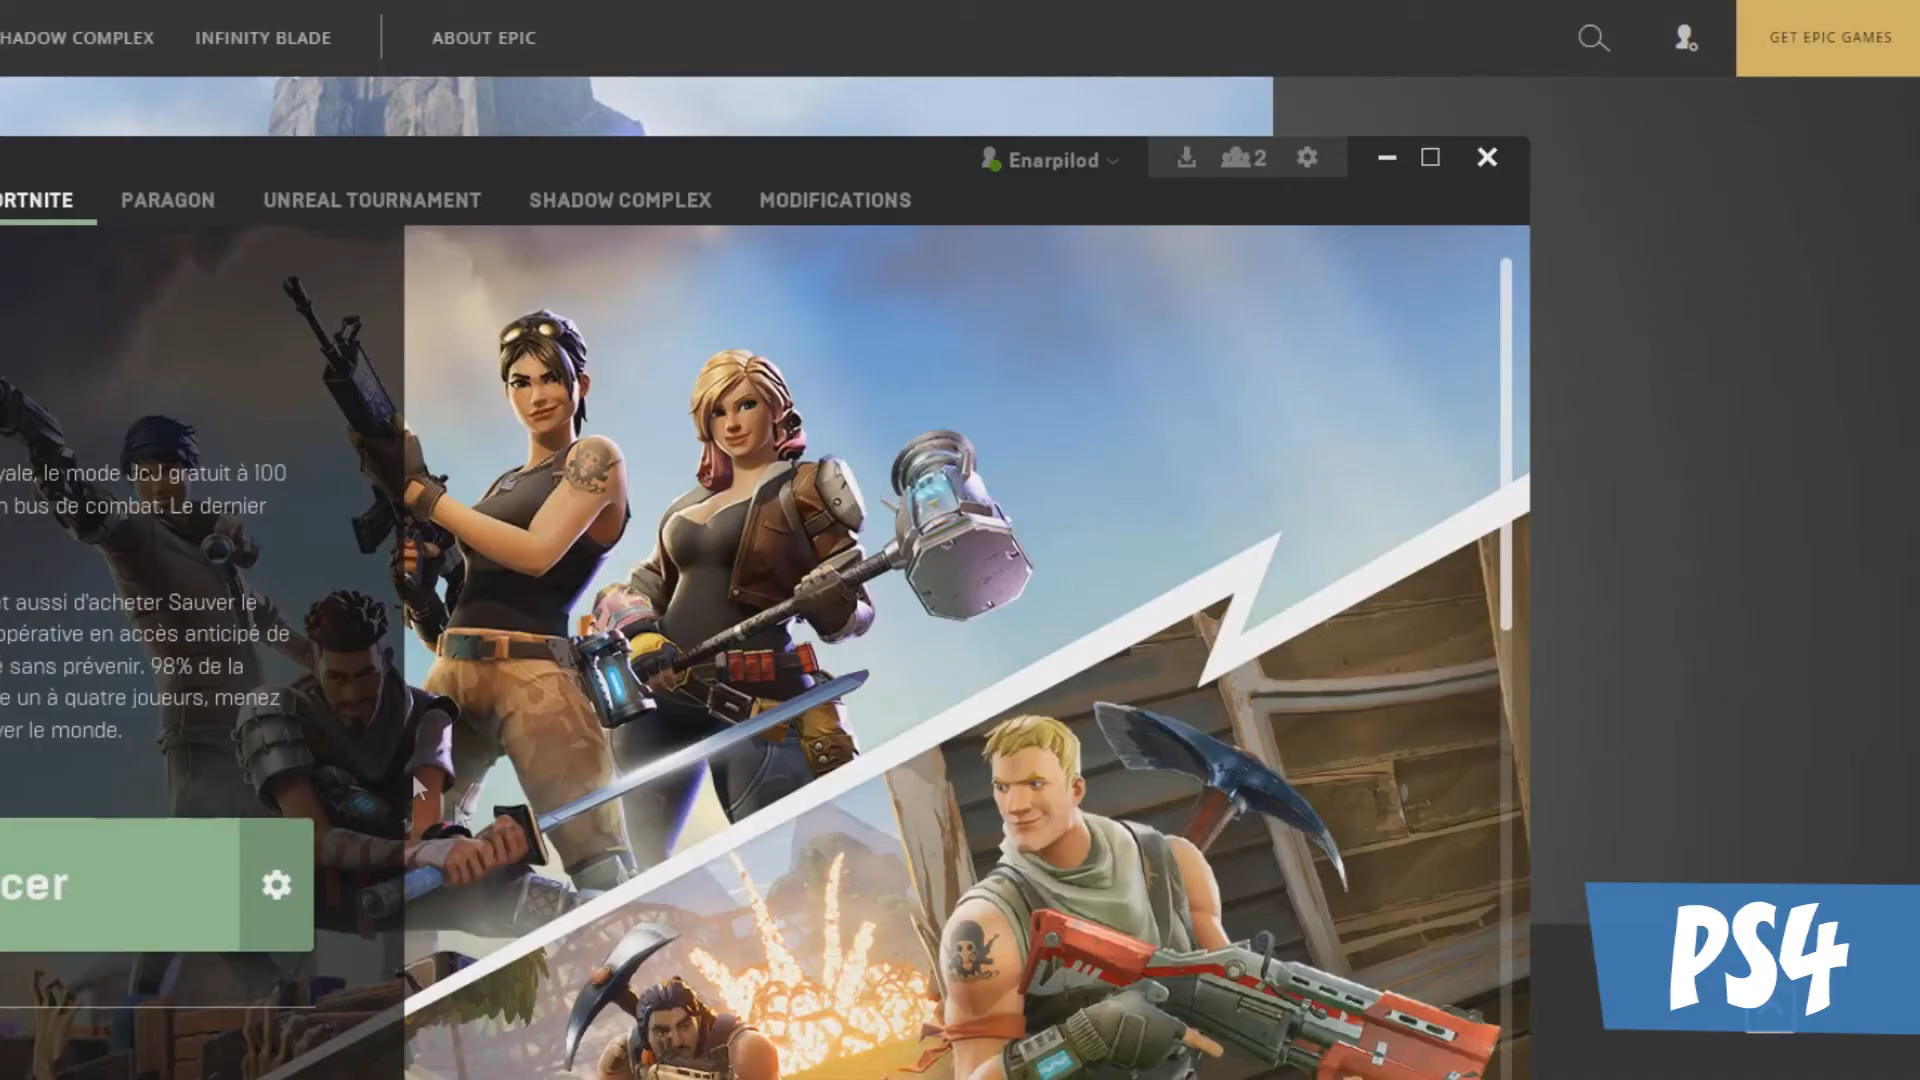 HADOW COMPLEX INFINITY BLADE ABOUT EPIC GET EPIC GAMES
Enarpilod 2
ORTNITE PARAGON UNREAL TOURNAMENT SHADOW COMPLEX MODIFICATIONS
yale, le mode JcJ gratuit à 100
n bus de combat. Le dernier
t aussi d'acheter Sauver le
opérative en accès anticipé de
sans prévenir. 98% de la
e un à quatre joueurs, menez
ver le monde.
cer
PS4